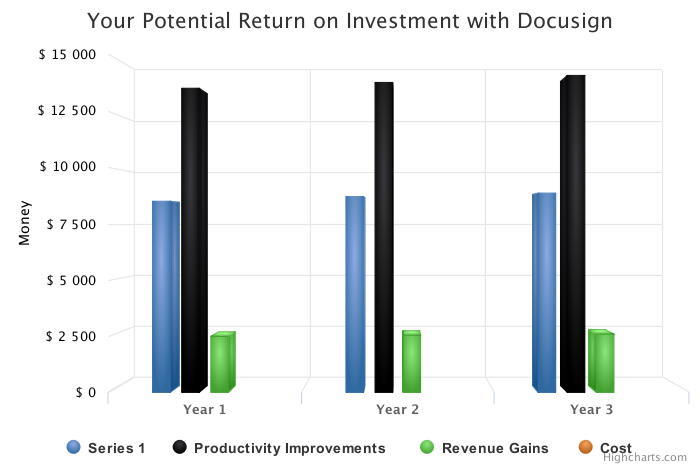 Your Potential Return on Investment with Docusign
$ 15 000
$ 12 500
$ 10 000
$ 7 500
$ 5 000
$ 2 500
$ 0
Money
Year 1
Year 2
Year 3
Series 1
Productivity Improvements
Revenue Gains
Cost
Highcharts.com